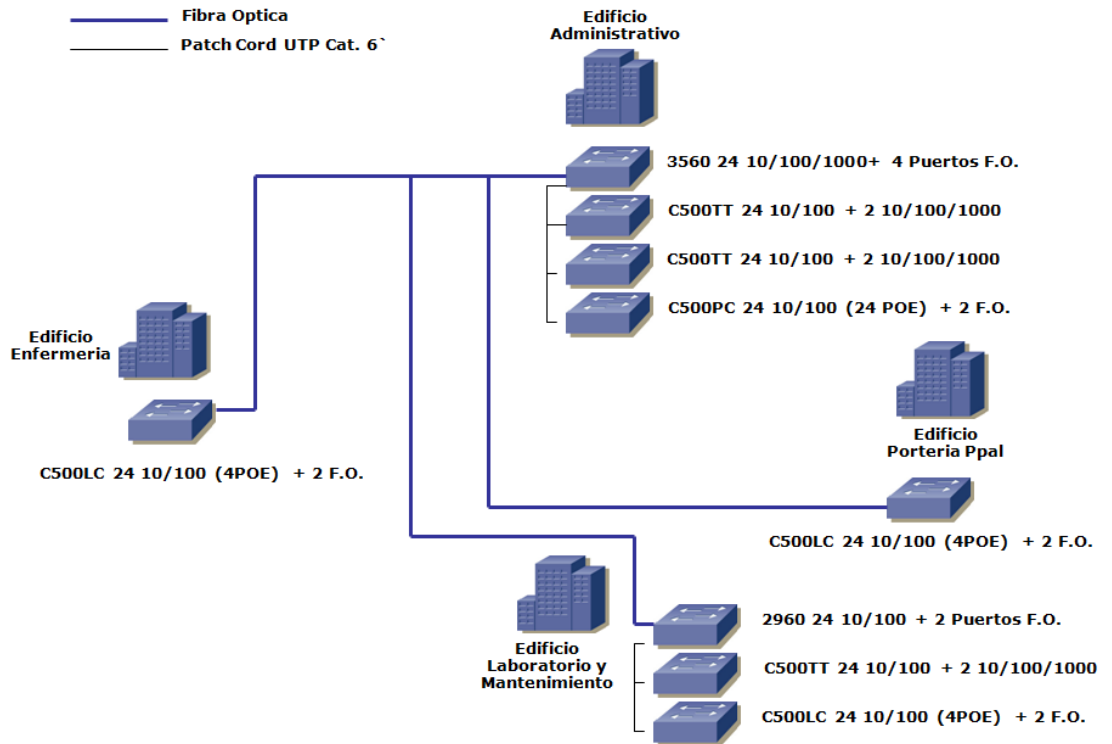 Fibra Optica
Patch Cord UTP Cat. 6`
Edificio
Administrativo
3560 24 10/100/1000+ 4 Puertos F.O.
C500TT 24 10/100 + 2 10/100/1000
C500TT 24 10/100 + 2 10/100/1000
C500PC 24 10/100 (24 POE) + 2 F.O.
Edificio
Enfermeria
C500LC 24 10/100 (4POE) + 2 F.O.
Edificio
Porteria Ppal
C500LC 24 10/100 (4POE) + 2 F.O.
Edificio
Laboratorio y
Mantenimiento
2960 24 10/100 + 2 Puertos F.O.
C500TT 24 10/100 + 2 10/100/1000
C500LC 24 10/100 (4POE) + 2 F.O.